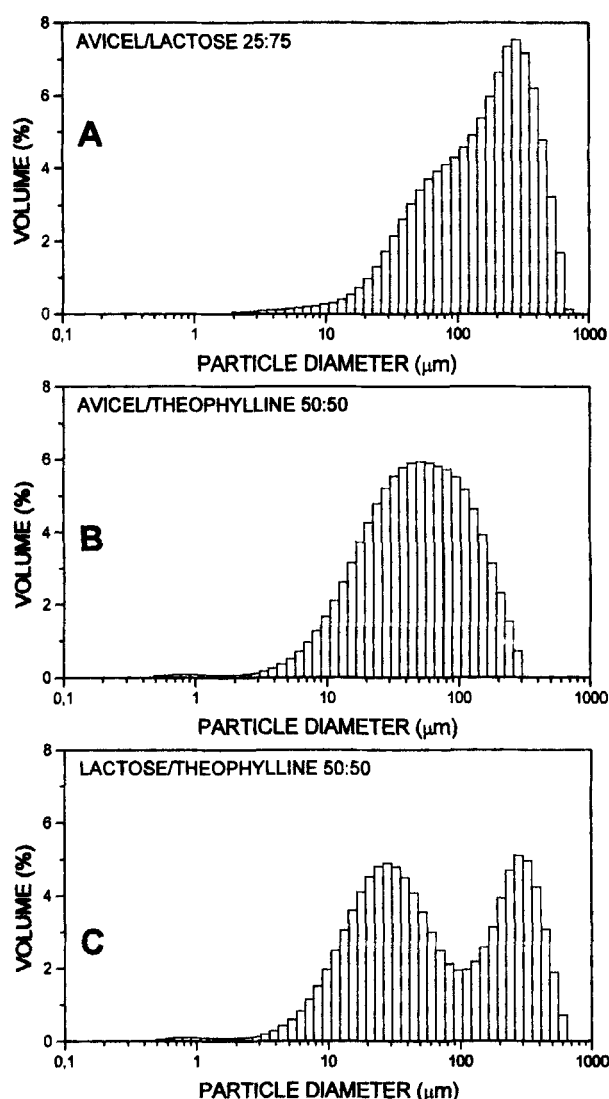 AVICEL/LACTOSE 25:75
A
VOLUME (%)
8
6
4
2
0
0,1 1 10 100 1000
PARTICLE DIAMETER (μm)
AVICEL/THEOPHYLLINE 50:50
B
VOLUME (%)
8
6
4
2
0
0,1 1 10 100 1000
PARTICLE DIAMETER (μm)
LACTOSE/THEOPHYLLINE 50:50
C
VOLUME (%)
8
6
4
2
0
0,1 1 10 100 1000
PARTICLE DIAMETER (μm)